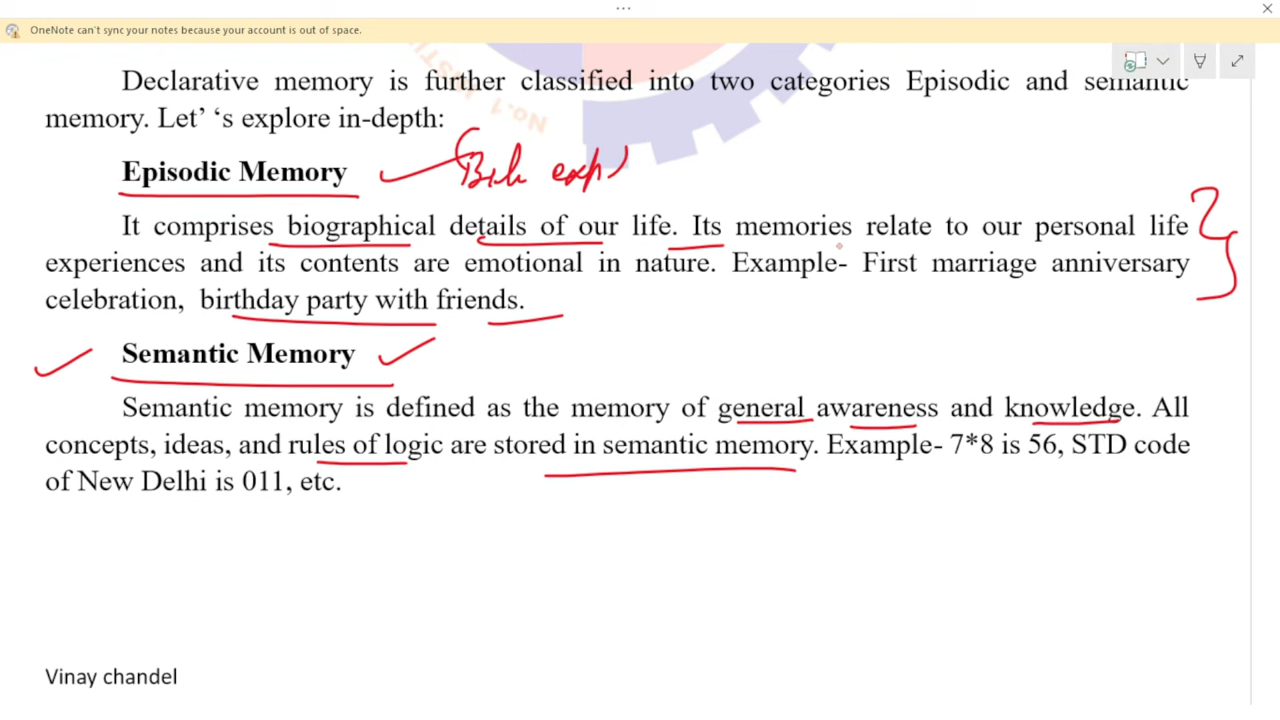 OneNote can't sync your notes because your account is out of space.
Declarative memory is further classified into two categories Episodic and semantic
memory. Let’ ‘s explore in-depth:
No.1
Episodic Memory
exp
It comprises biographical details of our life. Its memories relate to our personal life
experiences and its contents are emotional in nature. Example- First marriage anniversary
celebration, birthday party with friends.
Semantic Memory
Semantic memory is defined as the memory of general awareness and knowledge. All
concepts, ideas, and rules of logic are stored in semantic memory. Example- 7*8 is 56, STD code
of New Delhi is 011, etc.
Vinay chandel